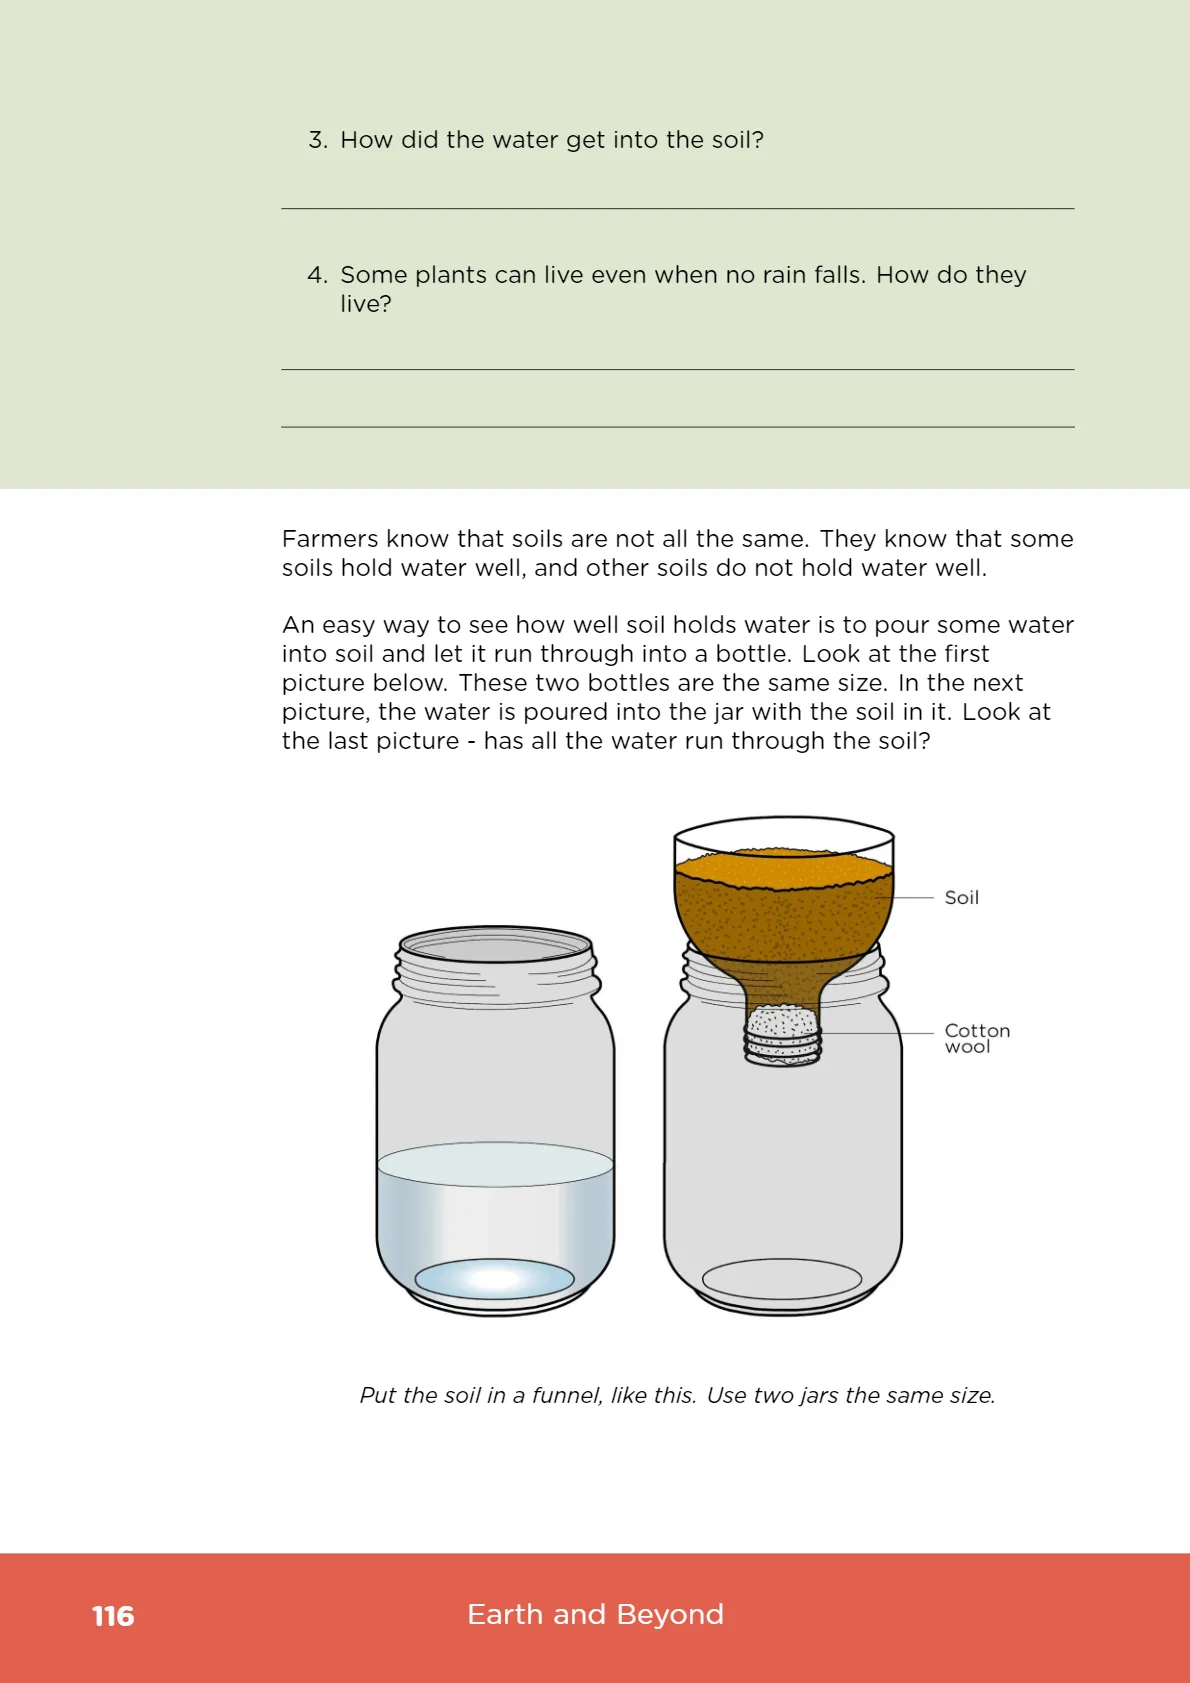 3. How did the water get into the soil?
4. Some plants can live even when no rain falls. How do they
live?
Farmers know that soils are not all the same. They know that some
soils hold water well, and other soils do not hold water well.
An easy way to see how well soil holds water is to pour some water
into soil and let it run through into a bottle. Look at the first
picture below. These two bottles are the same size. In the next
picture, the water is poured into the jar with the soil in it. Look at
the last picture - has all the water run through the soil?
Soil
Cotton
wool
Put the soil in a funnel, like this. Use two jars the same size.
116
Earth and Beyond